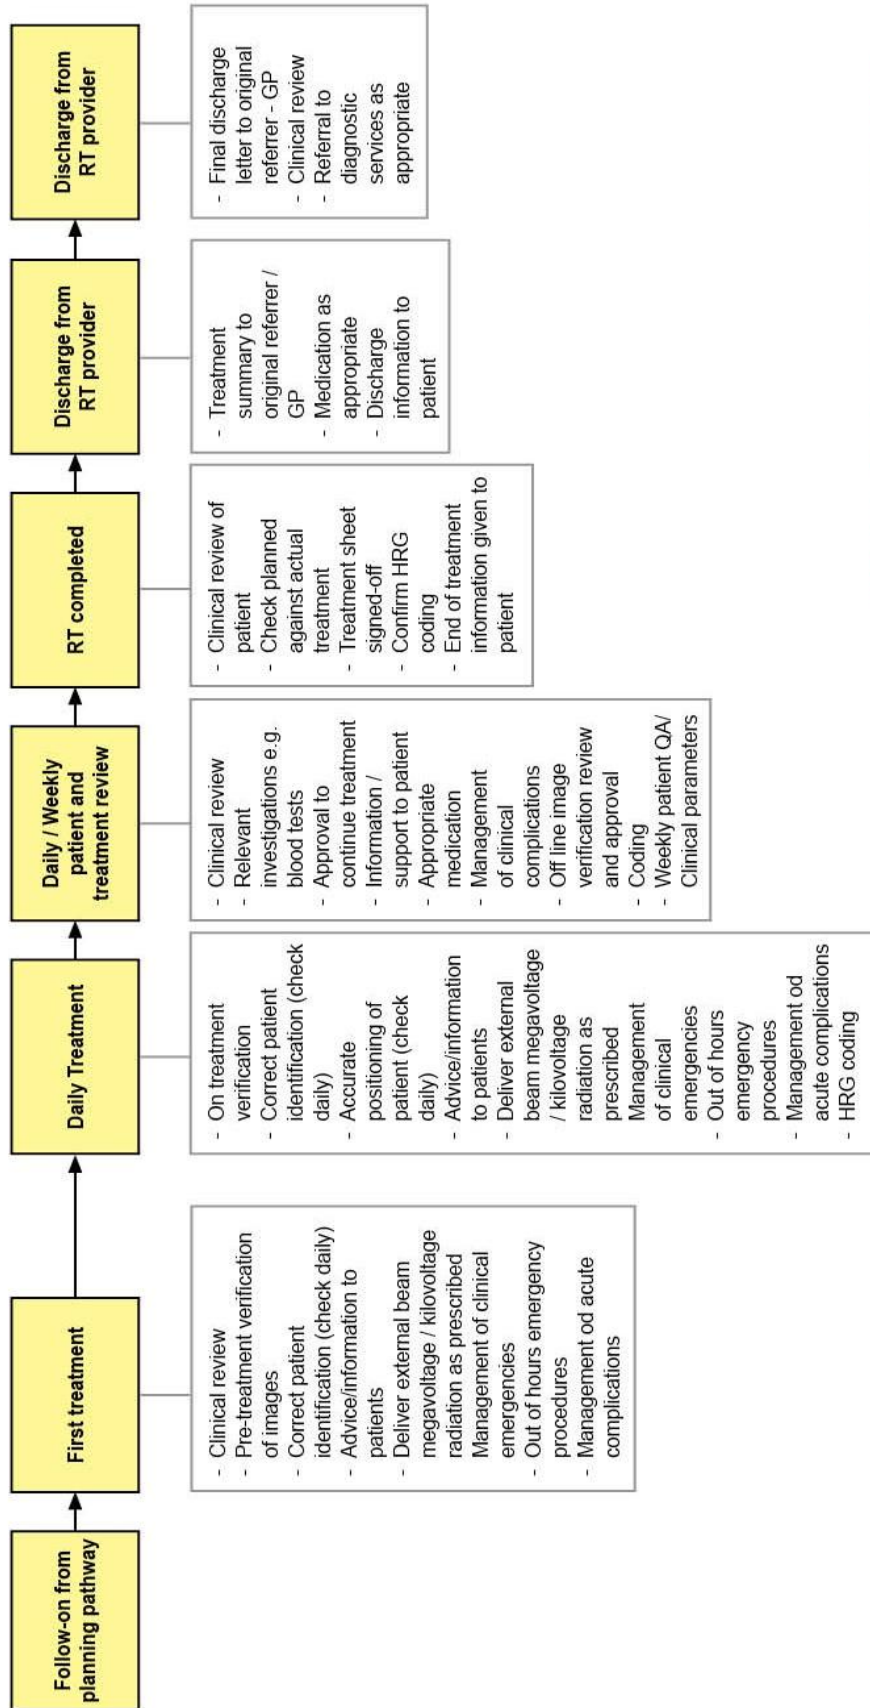 Follow-on from
planning pathway
First treatment
- Clinical review
- Pre-treatment verification
of images
- Correct patient
identification (check daily)
- Advice/information to
patients
- Deliver external beam
megavoltage / kilovoltage
radiation as prescribed
Management of clinical
emergencies
- Out of hours emergency
procedures
- Management od acute
complications
Daily Treatment
- On treatment
verification
- Correct patient
identification (check
daily)
- Accurate
positioning of
patient (check
daily)
- Advice/information
to patients
- Deliver external
beam megavoltage
/ kilovoltage
radiation as
prescribed
Management
of clinical
emergencies
- Out of hours
emergency
procedures
- Management od
acute complications
- HRG coding
Daily / Weekly
patient and
treatment review
- Clinical review
- Relevant
investigations e.g.
blood tests
- Approval to
continue treatment
- Information /
support to patient
- Appropriate
medication
- Management
of clinical
complications
- Off line image
verification review
and approval
- Coding
- Weekly patient QA/
Clinical parameters
RT completed
- Clinical review of
patient
- Check planned
against actual
treatment
- Treatment sheet
signed-off
- Confirm HRG
coding
- End of treatment
information given to
patient
Discharge from
RT provider
- Treatment
summary to
original referrer /
GP
- Medication as
appropriate
- Discharge
information to
patient
Discharge from
RT provider
- Final discharge
letter to original
referrer - GP
- Clinical review
- Referral to
diagnostic
services as
appropriate